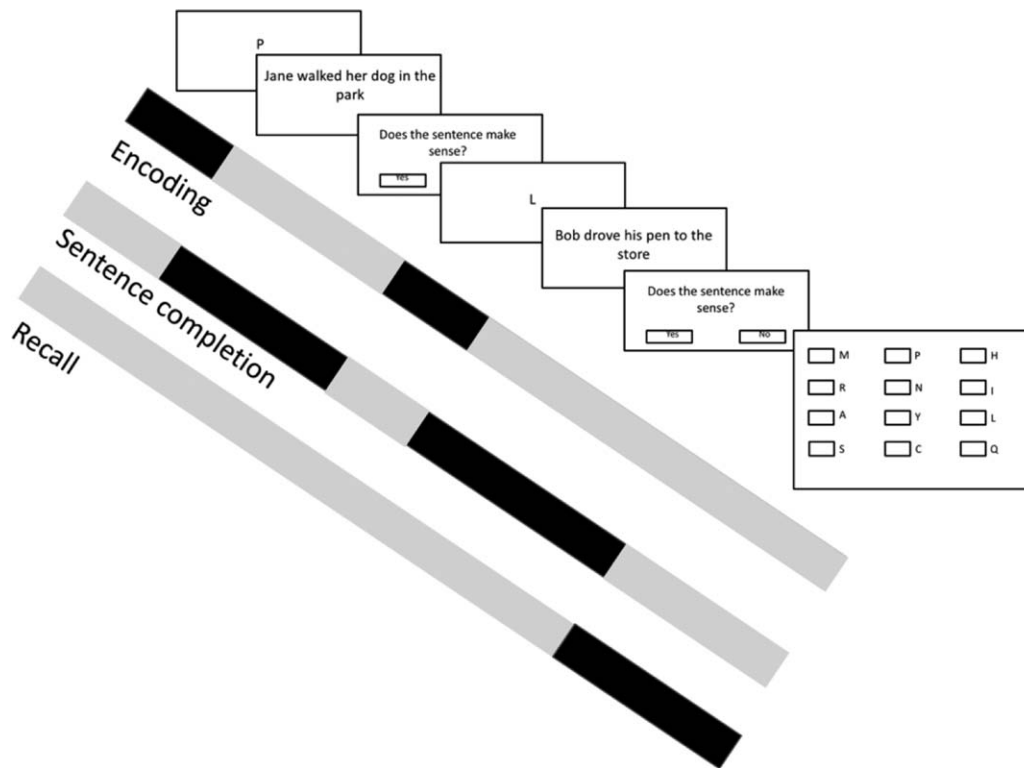 P
Jane walked her dog in the
park
Does the sentence make
sense?
Yes
L
Bob drove his pen to the
store
Does the sentence make
sense?
Yes No
M P H
R N I
A Y L
S C Q
Encoding
Sentence completion
Recall